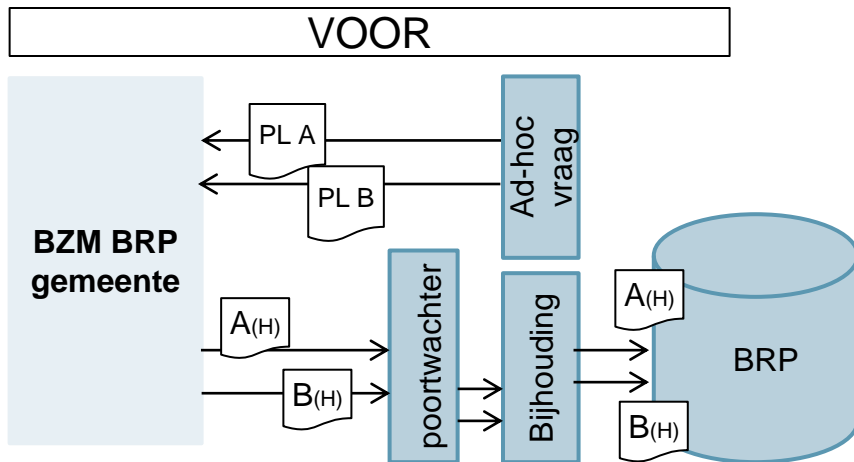 VOOR
PL A
PL B
Ad-hoc
vraag
BZM BRP
gemeente
A(H)
B(H)
poortwachter
Bijhouding
A(H)
BRP
B(H)